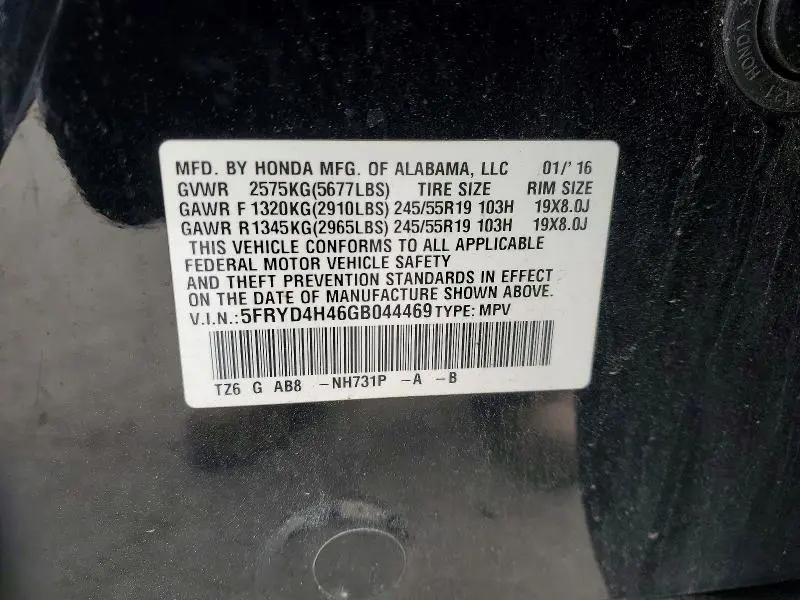 MFD. BY HONDA MFG. OF ALABAMA, LLC 01/' 16
GVWR 2575KG(5677LBS) TIRE SIZE RIM SIZE
GAWR F 1320KG(2910LBS) 245/55R19 103H 19X8.0J
GAWR R1345KG(2965LBS) 245/55R19 103H 19X8.0J
THIS VEHICLE CONFORMS TO ALL APPLICABLE
FEDERAL MOTOR VEHICLE SAFETY
AND THEFT PREVENTION STANDARDS IN EFFECT
ON THE DATE OF MANUFACTURE SHOWN ABOVE.
V.I.N.:5FRYD4H46GB044469 TYPE: MPV
TZ6 G AB8 -NH731P -A -B
HONDA